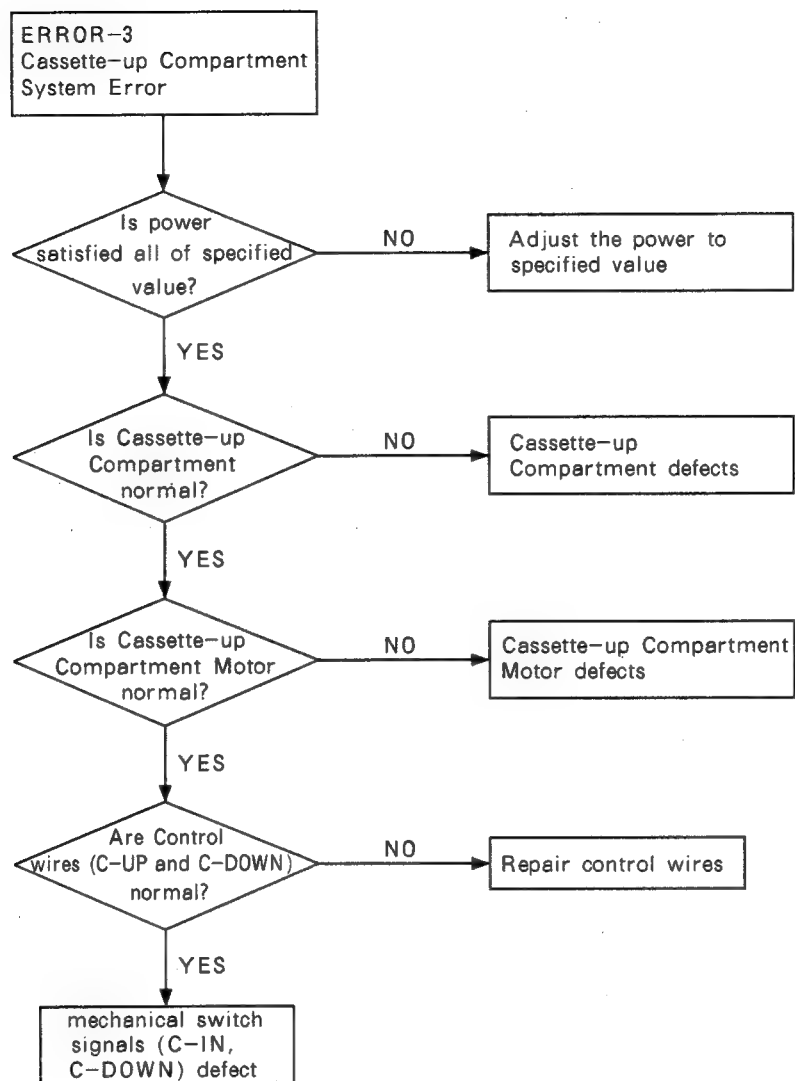 ERROR-3
Cassette-up Compartment
System Error
Is power
satisfied all of specified
value?
NO
Adjust the power to
specified value
YES
Is Cassette-up
Compartment
normal?
NO
Cassette-up
Compartment defects
YES
Is Cassette-up
Compartment Motor
normal?
NO
Cassette-up Compartment
Motor defects
YES
Are Control
wires (C-UP and C-DOWN)
normal?
NO
Repair control wires
YES
mechanical switch
signals (C-IN,
C-DOWN) defect